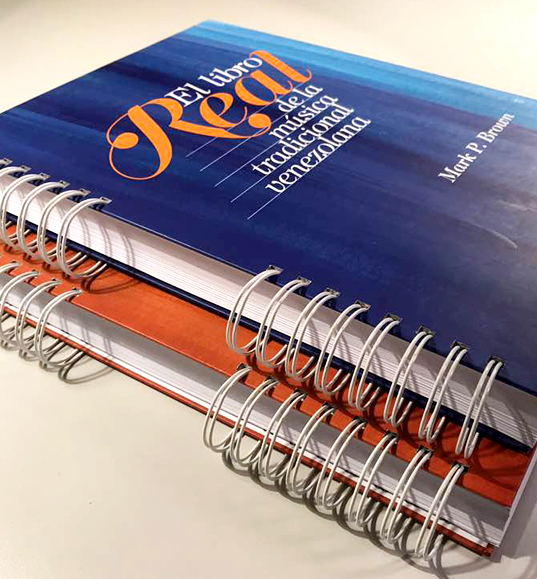 El libro
Real
de la
música
tradicional
venezolana
Mark P. Brown